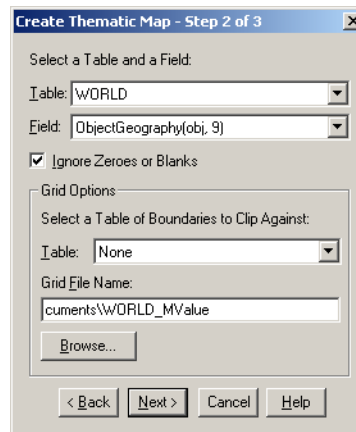 Create Thematic Map - Step 2 of 3
Select a Table and a Field:
Table: WORLD
Field: ObjectGeography(obj, 9)
Ignore Zeroes or Blanks
Grid Options
Select a Table of Boundaries to Clip Against:
Table: None
Grid File Name:
cuments\WORLD_MValue
Browse...
< Back Next > Cancel Help